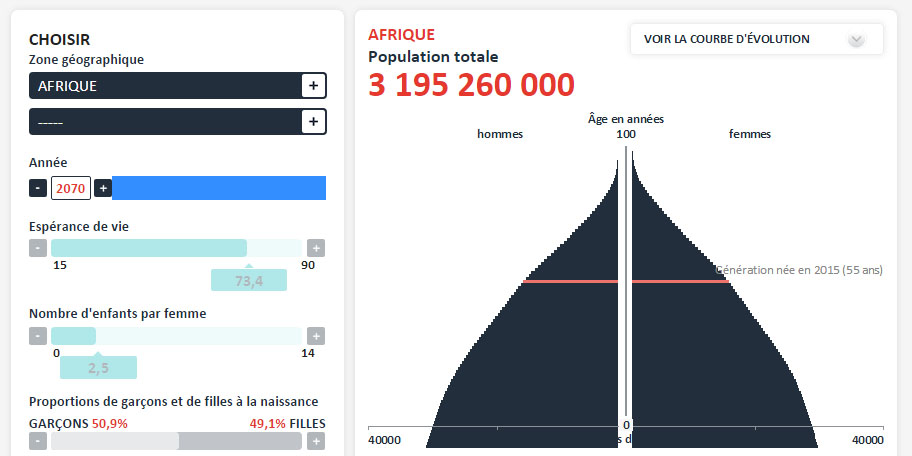 CHOISIR
Zone géographique
AFRIQUE +
----- +
Année
- 2070 +
Espérance de vie
- +
15 90
73,4
Nombre d'enfants par femme
- +
0 14
2,5
Proportions de garçons et de filles à la naissance
GARÇONS 50,9% 49,1% FILLES
- +
AFRIQUE
Population totale
3 195 260 000
VOIR LA COURBE D'ÉVOLUTION
Âge en années
hommes 100 femmes
Génération née en 2015 (55 ans)
0
40000 40000